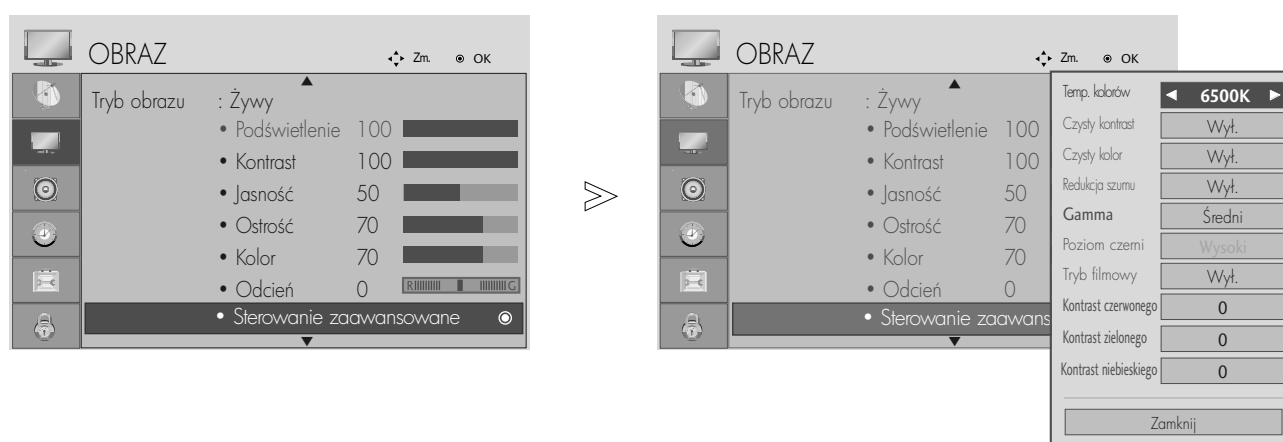 OBRAZ
Zm. OK
Tryb obrazu : Żywy
• Podświetlenie 100
• Kontrast 100
• Jasność 50
• Ostrość 70
• Kolor 70
• Odcień 0 R G
• Sterowanie zaawansowane
OBRAZ
Zm. OK
Tryb obrazu : Żywy
• Podświetlenie 100
• Kontrast 100
• Jasność 50
• Ostrość 70
• Kolor 70
• Odcień 0
• Sterowanie zaawans
Temp. kolorów 6500K
Czysty kontrast Wył.
Czysty kolor Wył.
Redukcja szumu Wył.
Gamma Średni
Poziom czerni Wysoki
Tryb filmowy Wył.
Kontrast czerwonego 0
Kontrast zielonego 0
Kontrast niebieskiego 0
Zamknij